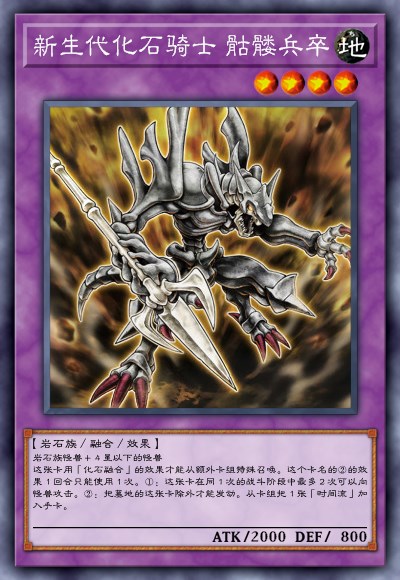 新生代化石骑士 骷髅兵卒 地
【岩石族／融合／效果】
岩石族怪兽＋4星以下的怪兽
这张卡用「化石融合」的效果才能从额外卡组特殊召唤。这个卡名的②的效
果1回合只能使用1次。①：这张卡在同1次的战斗阶段中最多2次可以向
怪兽攻击。②：把墓地的这张卡除外才能发动。从卡组把1张「时间流」加
入手卡。
ATK/2000 DEF/ 800